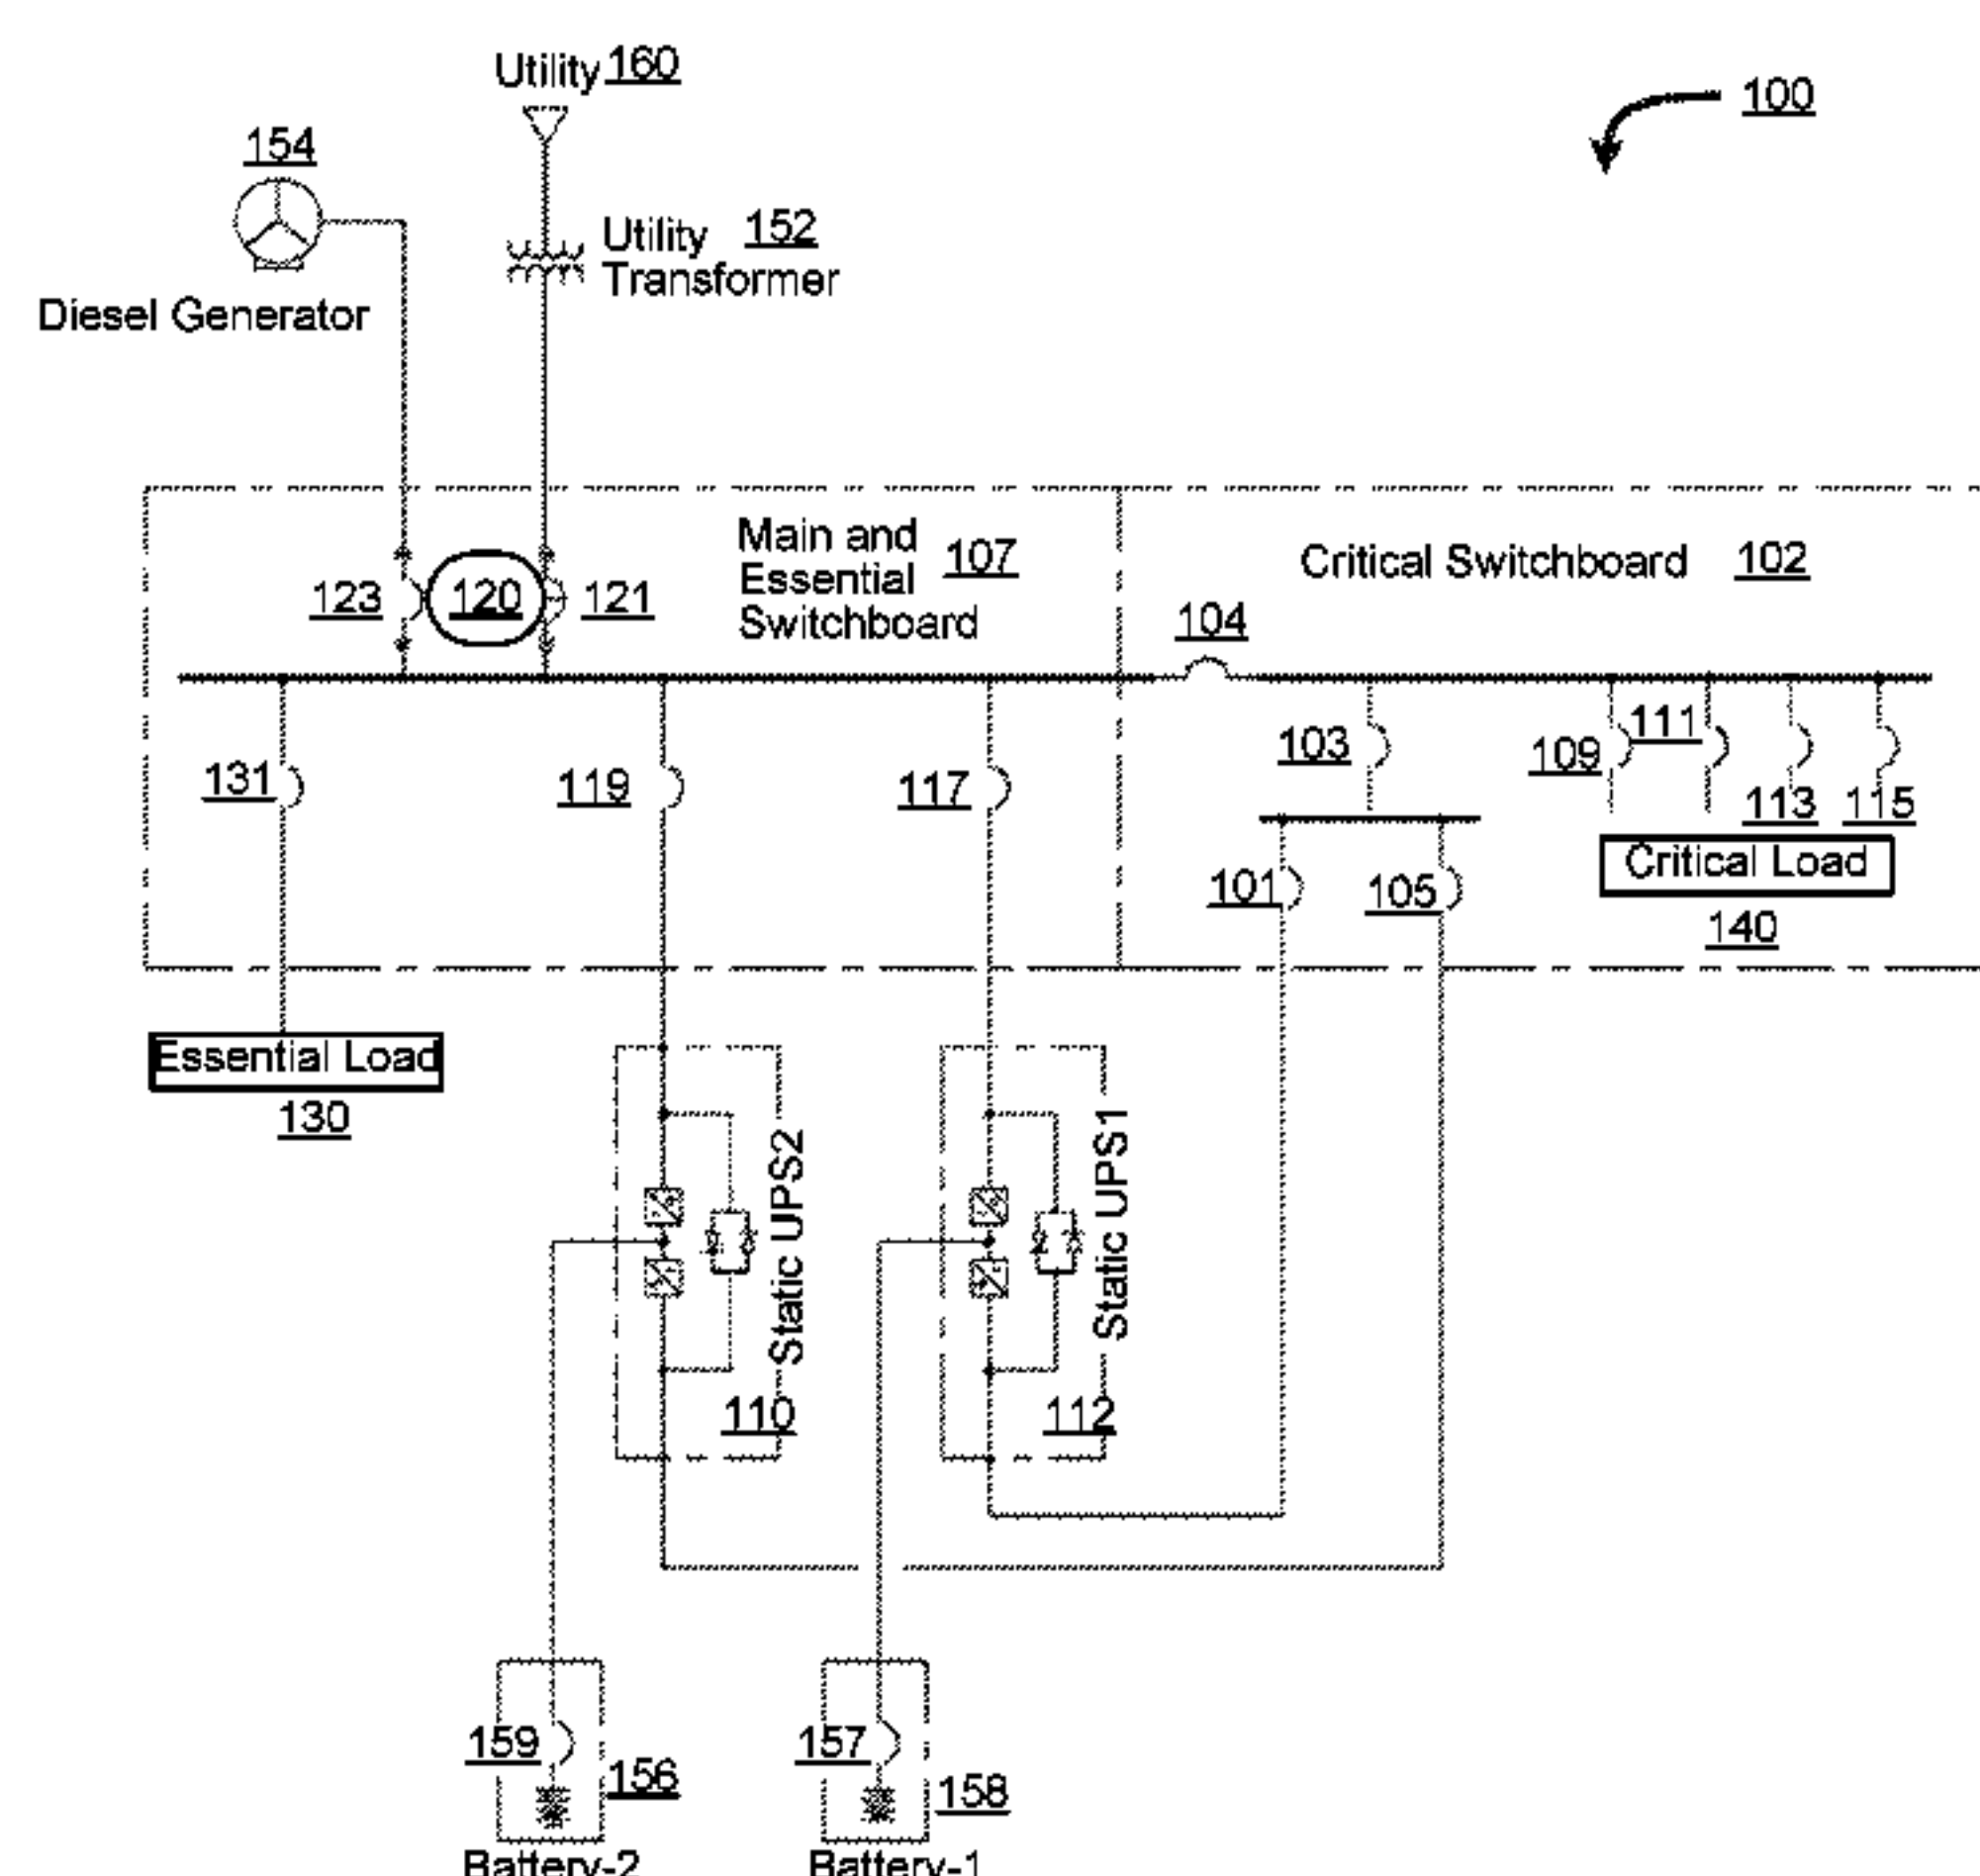 Utility 160
100
154
Utility 152
Transformer
Diesel Generator
Main and
Essential 107
Switchboard
Critical Switchboard 102
123
120
121
104
131
119
117
103
109
111
113
115
101
105
Critical Load
140
Essential Load
130
Static UPS2
Static UPS1
110
112
159
156
157
158
Battery-2
Battery-1